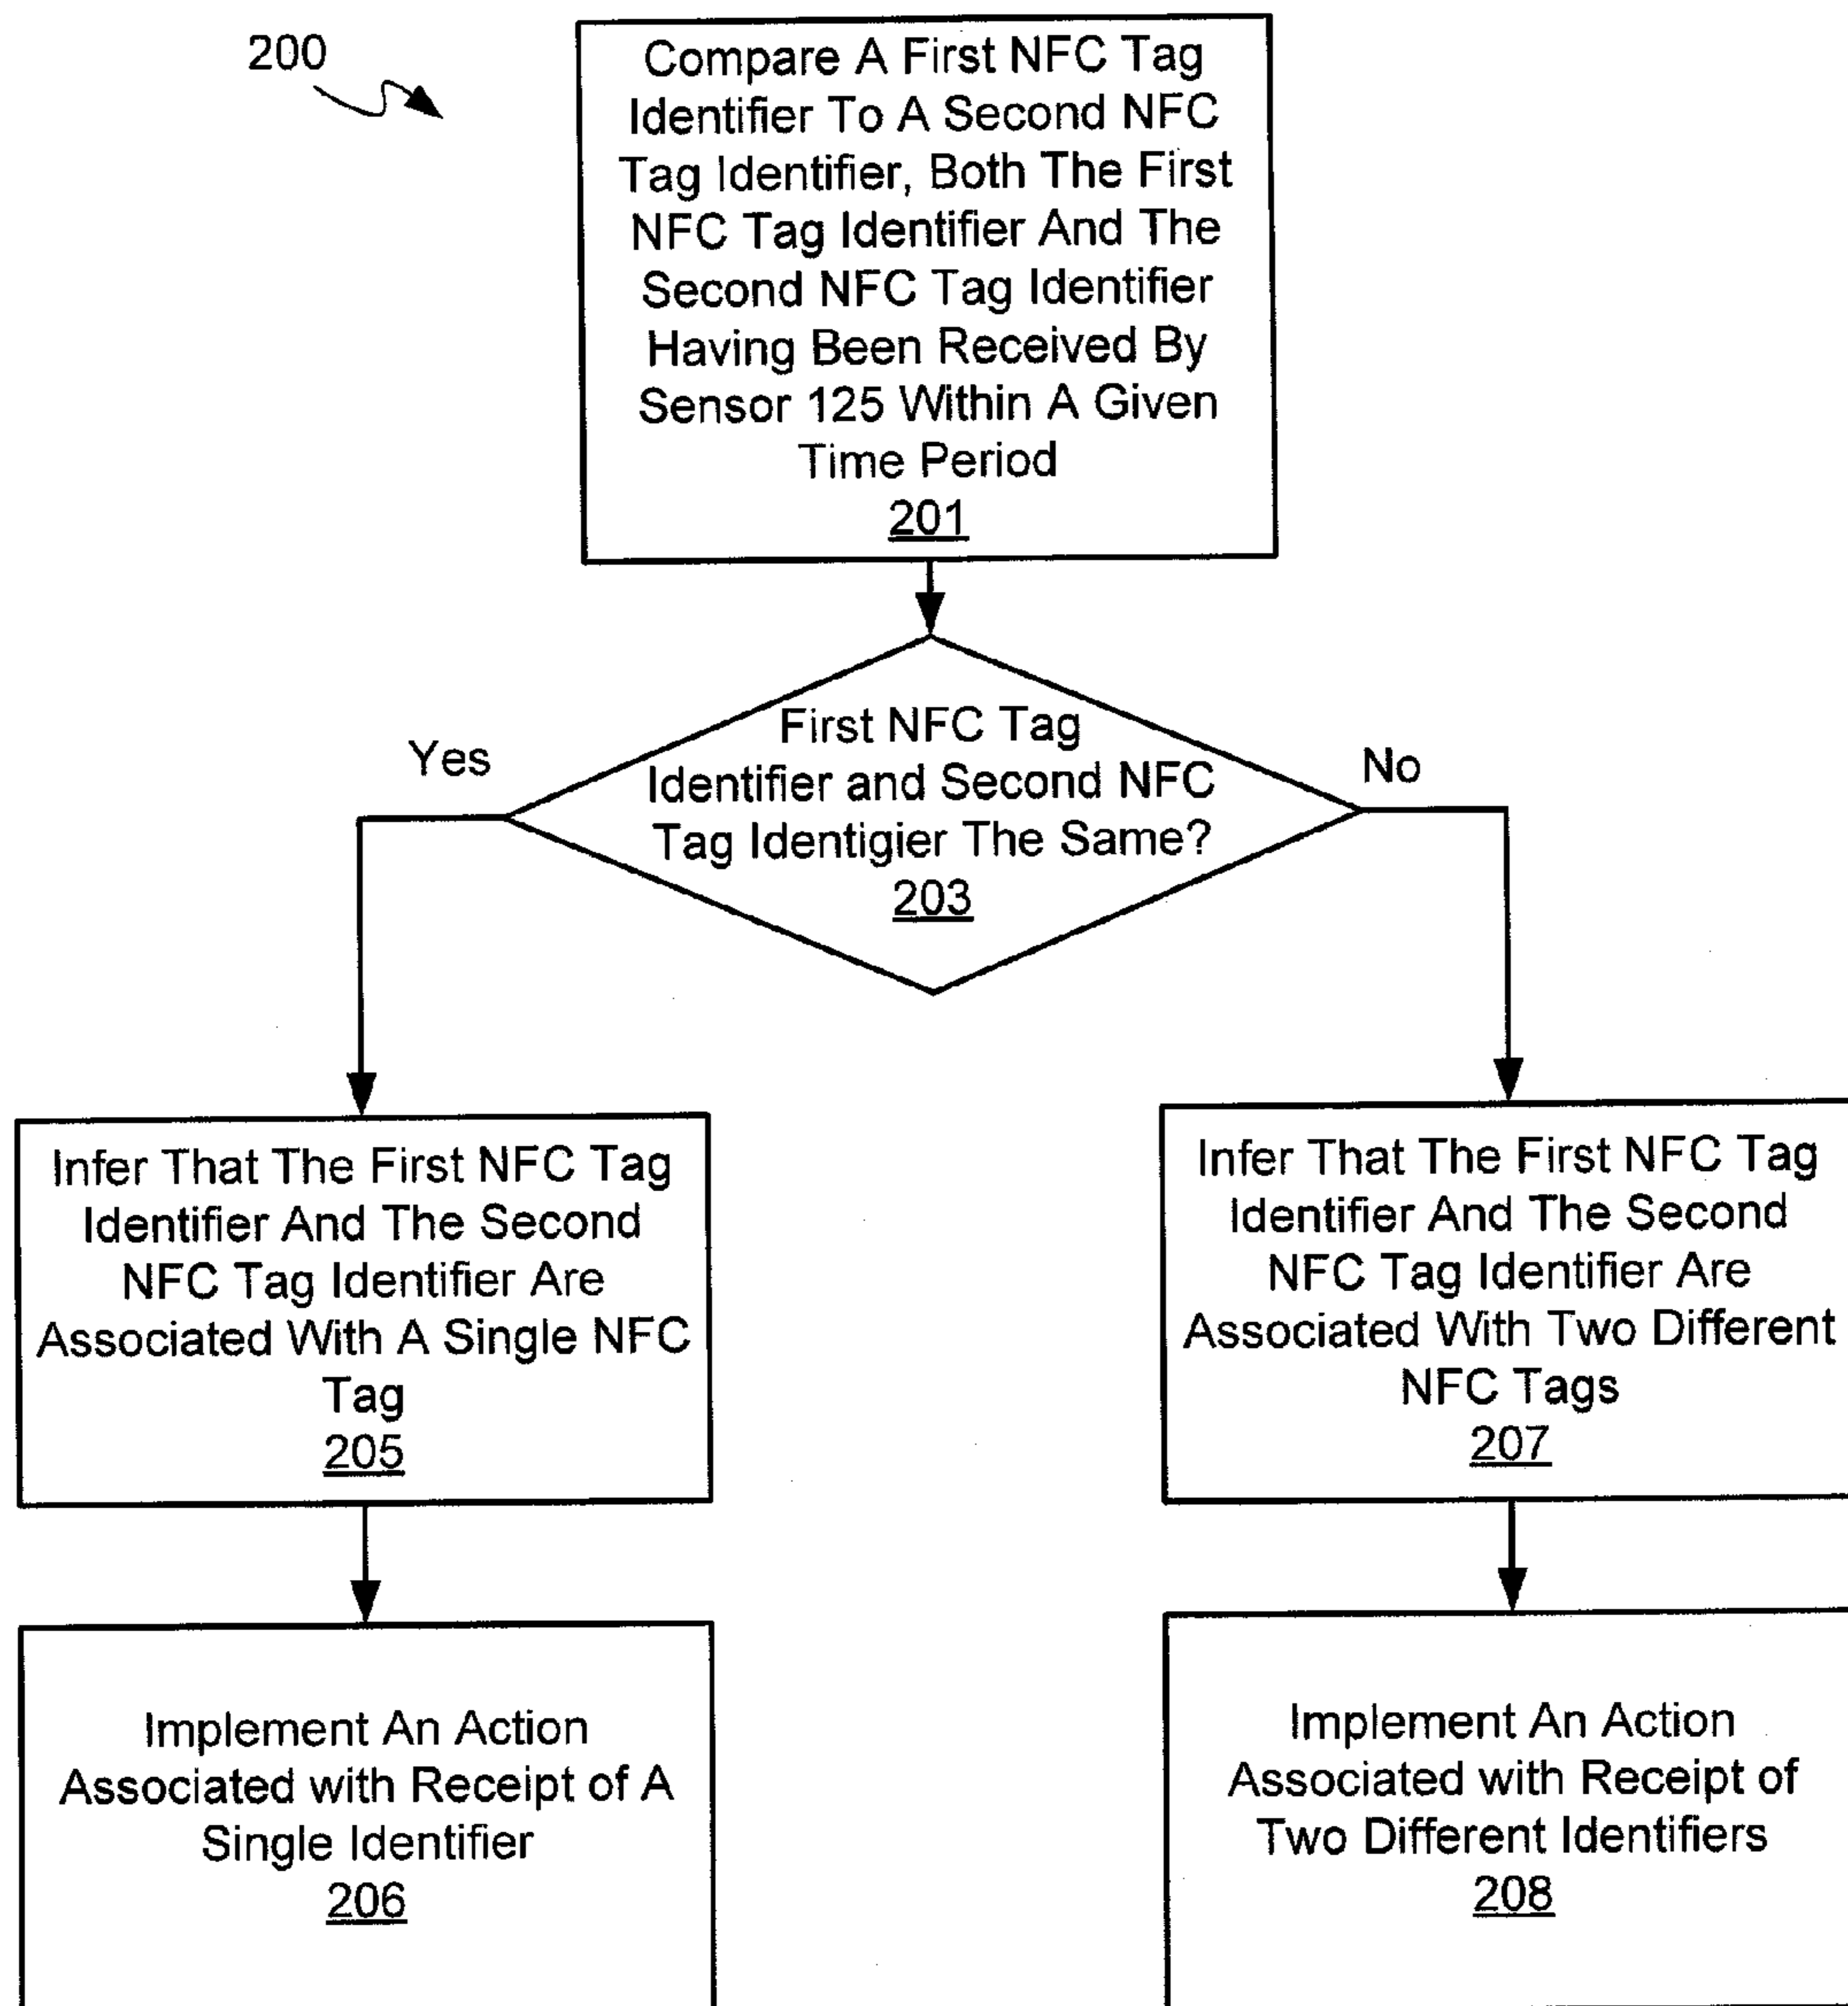 200
Compare A First NFC Tag
Identifier To A Second NFC
Tag Identifier, Both The First
NFC Tag Identifier And The
Second NFC Tag Identifier
Having Been Received By
Sensor 125 Within A Given
Time Period
201
First NFC Tag
Identifier and Second NFC
Tag Identigier The Same?
203
Yes
No
Infer That The First NFC Tag
Identifier And The Second
NFC Tag Identifier Are
Associated With A Single NFC
Tag
205
Infer That The First NFC Tag
Identifier And The Second
NFC Tag Identifier Are
Associated With Two Different
NFC Tags
207
Implement An Action
Associated with Receipt of A
Single Identifier
206
Implement An Action
Associated with Receipt of
Two Different Identifiers
208